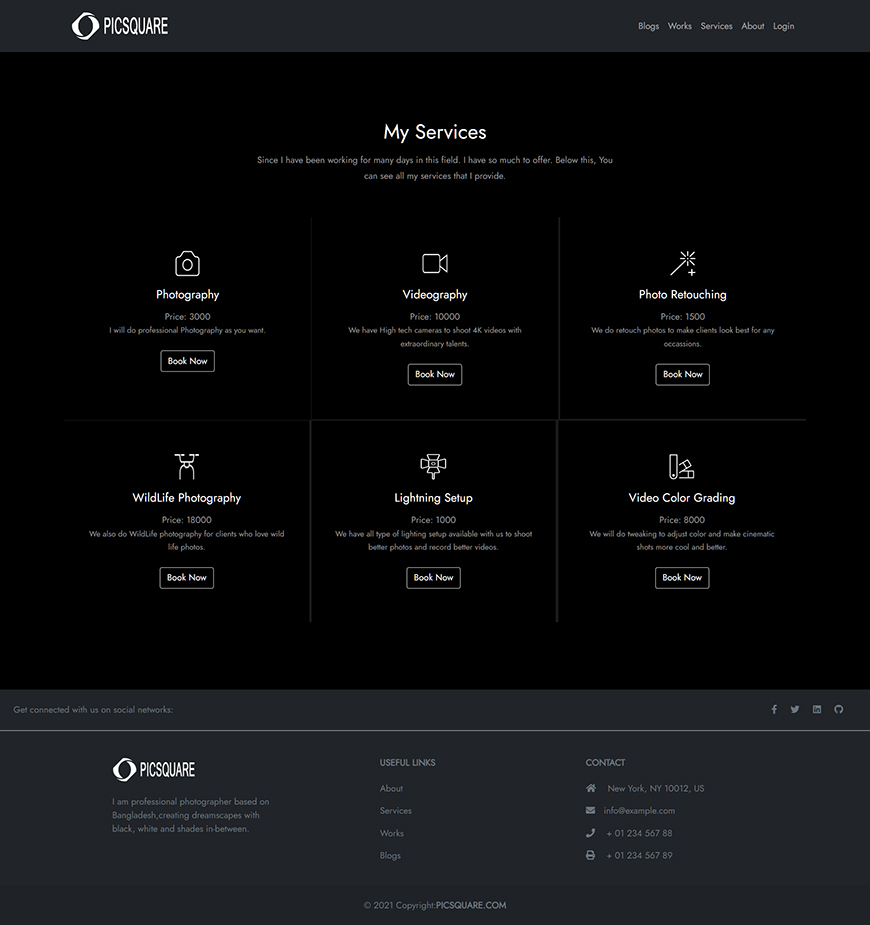 PICSQUARE
Blogs Works Services About Login
My Services
Since I have been working for many days in this field. I have so much to offer. Below this, You
can see all my services that I provide.
Photography
Price: 3000
I will do professional Photography as you want.
Book Now
Videography
Price: 10000
We have High tech cameras to shoot 4K videos with
extraordinary talents.
Book Now
Photo Retouching
Price: 1500
We do retouch photos to make clients look best for any
occassions.
Book Now
WildLife Photography
Price: 18000
We also do WildLife photography for clients who love wild
life photos.
Book Now
Lightning Setup
Price: 1000
We have all type of lighting setup available with us to shoot
better photos and record better videos.
Book Now
Video Color Grading
Price: 8000
We will do tweaking to adjust color and make cinematic
shots more cool and better.
Book Now
Get connected with us on social networks:
PICSQUARE
I am professional photographer based on
Bangladesh,creating dreamscapes with
black, white and shades in-between.
USEFUL LINKS
About
Services
Works
Blogs
CONTACT
New York, NY 10012, US
info@example.com
+ 01 234 567 88
+ 01 234 567 89
© 2021 Copyright:PICSQUARE.COM